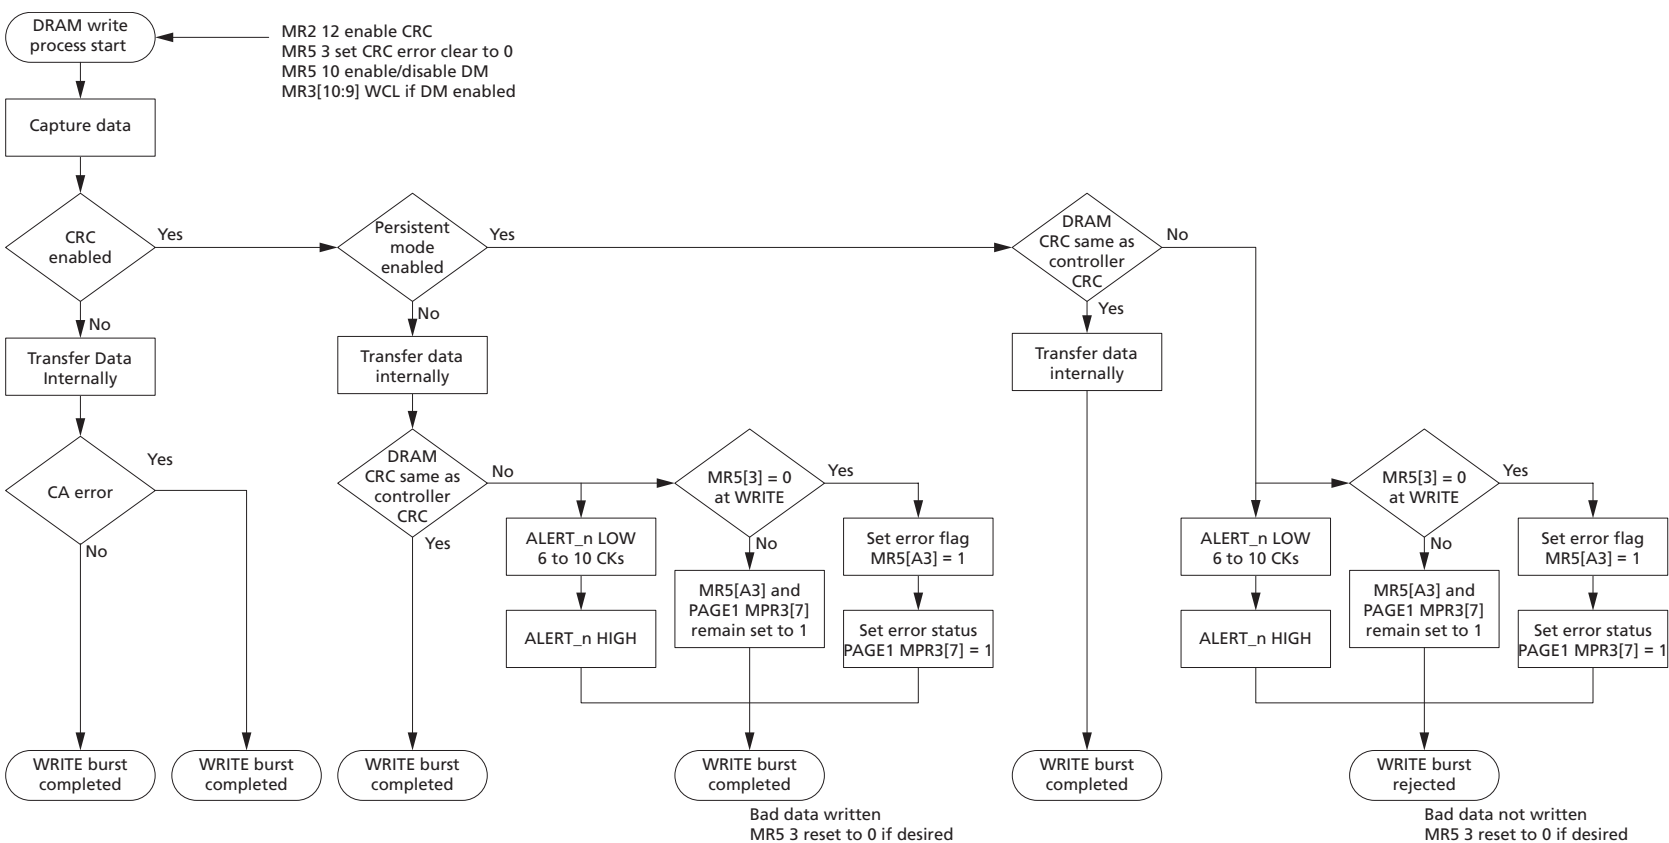 DRAM write
process start
MR2 12 enable CRC
MR5 3 set CRC error clear to 0
MR5 10 enable/disable DM
MR3[10:9] WCL if DM enabled
Capture data
CRC
enabled
Yes
No
Persistent
mode
enabled
Yes
No
DRAM
CRC same as
controller
CRC
No
Yes
Transfer Data
Internally
Transfer data
internally
Transfer data
internally
CA error
Yes
No
DRAM
CRC same as
controller
CRC
No
Yes
MR5[3] = 0
at WRITE
Yes
No
ALERT_n LOW
6 to 10 CKs
Set error flag
MR5[A3] = 1
MR5[A3] and
PAGE1 MPR3[7]
remain set to 1
ALERT_n HIGH
Set error status
PAGE1 MPR3[7] = 1
MR5[3] = 0
at WRITE
Yes
No
ALERT_n LOW
6 to 10 CKs
Set error flag
MR5[A3] = 1
MR5[A3] and
PAGE1 MPR3[7]
remain set to 1
ALERT_n HIGH
Set error status
PAGE1 MPR3[7] = 1
WRITE burst
completed
WRITE burst
completed
WRITE burst
completed
WRITE burst
completed
Bad data written
MR5 3 reset to 0 if desired
WRITE burst
completed
WRITE burst
rejected
Bad data not written
MR5 3 reset to 0 if desired